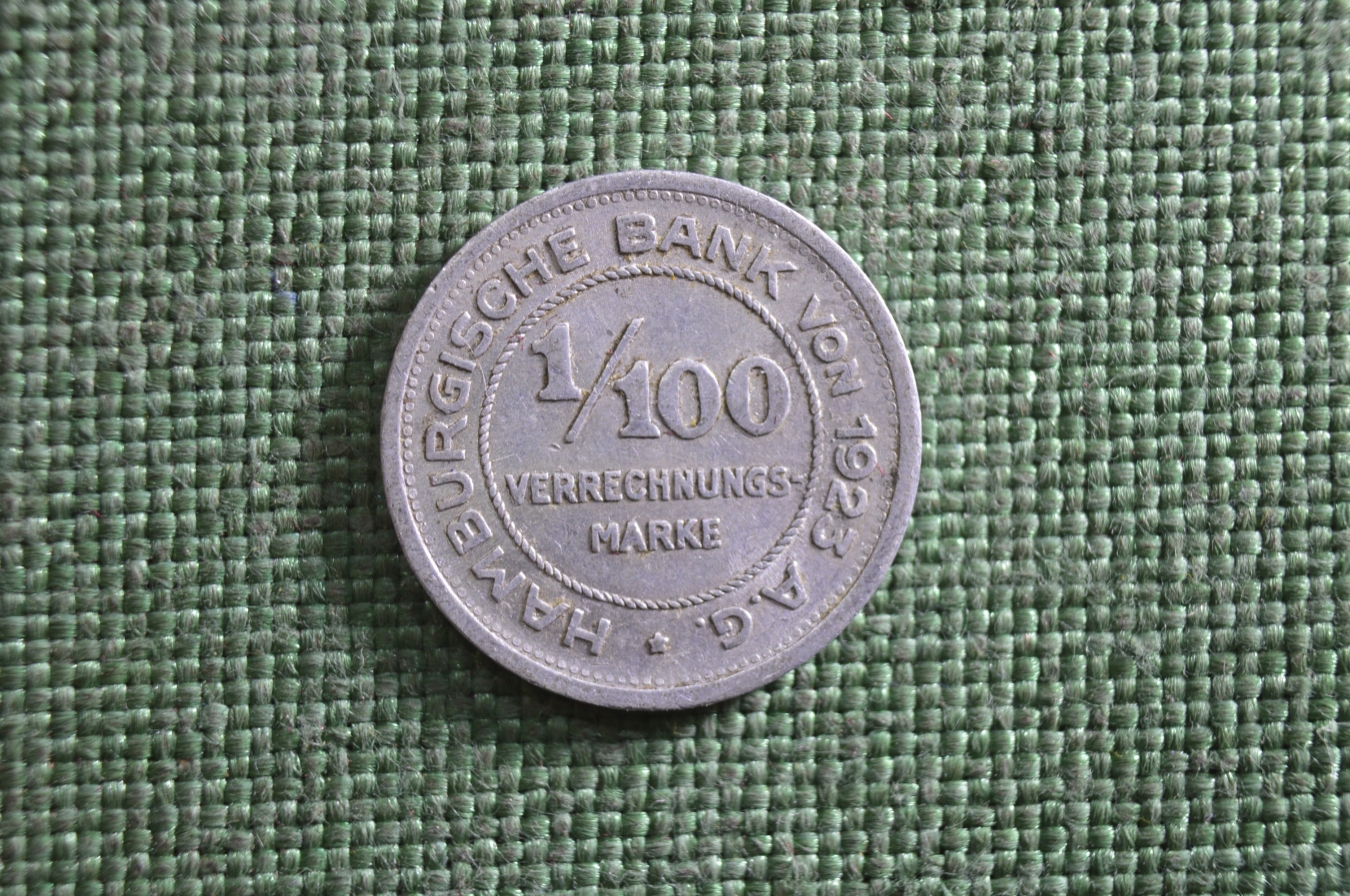 HAMBURGISCHE BANK VON 1923 A.G.
1/100
VERRECHNUNGS-
MARKE